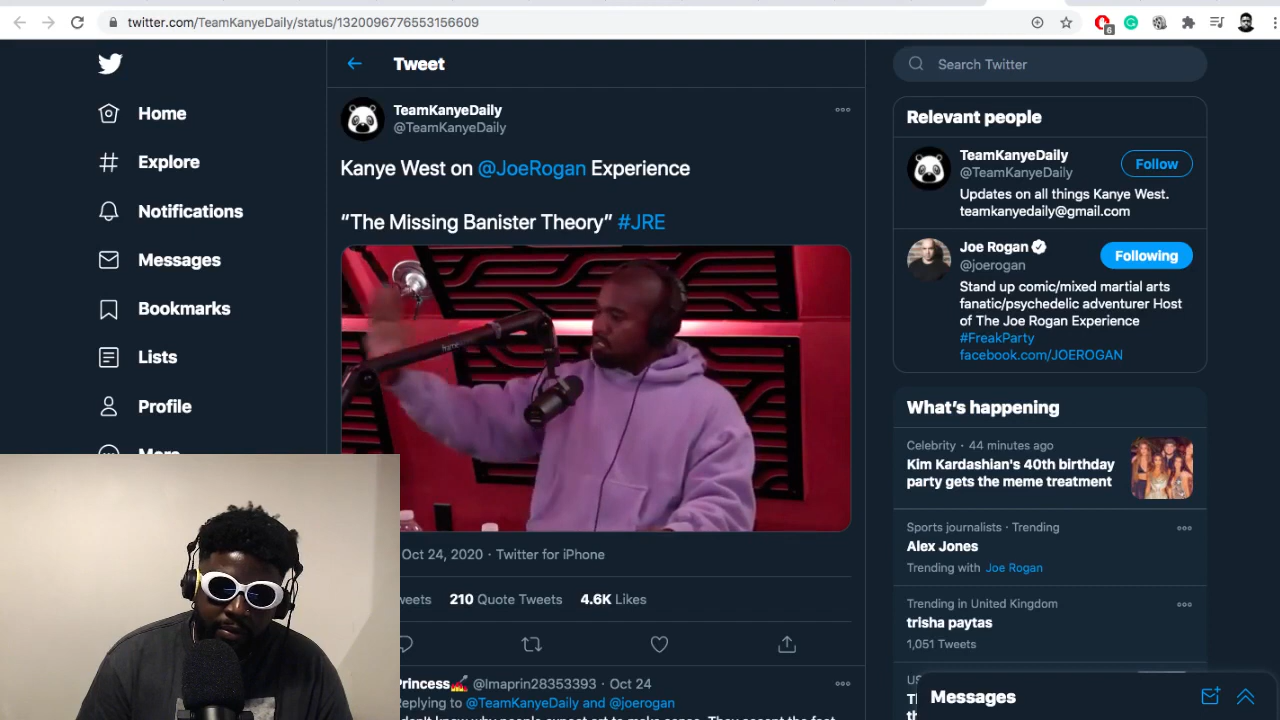 twitter.com/TeamKanyeDaily/status/1320096776553156609
6
Home
Explore
Notifications
Messages
Bookmarks
Lists
Profile
More
Tweet
TeamKanyeDaily
@TeamKanyeDaily
Kanye West on @JoeRogan Experience
“The Missing Banister Theory” #JRE
Oct 24, 2020 · Twitter for iPhone
210 Quote Tweets 4.6K Likes
Princess💅 @lmaprin28353393 · Oct 24
Replying to @TeamKanyeDaily and @joerogan
Search Twitter
Relevant people
TeamKanyeDaily
@TeamKanyeDaily
Follow
Updates on all things Kanye West.
teamkanyedaily@gmail.com
Joe Rogan
@joerogan
Following
Stand up comic/mixed martial arts
fanatic/psychedelic adventurer Host
of The Joe Rogan Experience
#FreakParty
facebook.com/JOEROGAN
What's happening
Celebrity · 44 minutes ago
Kim Kardashian's 40th birthday
party gets the meme treatment
Sports journalists · Trending
Alex Jones
Trending with Joe Rogan
Trending in United Kingdom
trisha paytas
1,051 Tweets
Messages